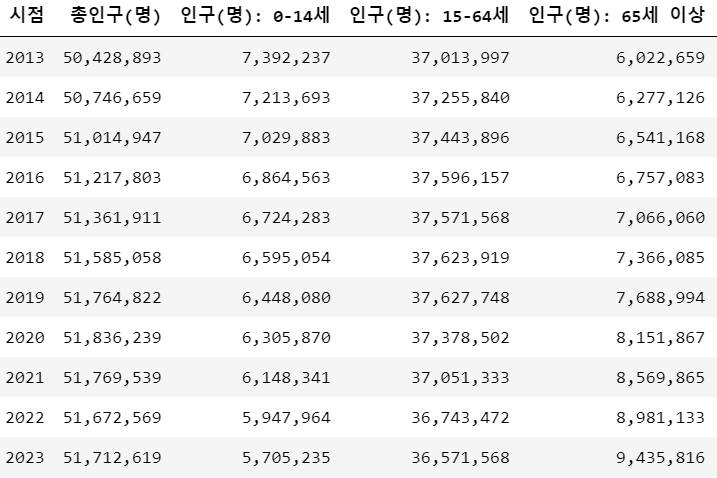 시점 총인구(명) 인구(명): 0-14세 인구(명): 15-64세 인구(명): 65세 이상
2013 50,428,893 7,392,237 37,013,997 6,022,659
2014 50,746,659 7,213,693 37,255,840 6,277,126
2015 51,014,947 7,029,883 37,443,896 6,541,168
2016 51,217,803 6,864,563 37,596,157 6,757,083
2017 51,361,911 6,724,283 37,571,568 7,066,060
2018 51,585,058 6,595,054 37,623,919 7,366,085
2019 51,764,822 6,448,080 37,627,748 7,688,994
2020 51,836,239 6,305,870 37,378,502 8,151,867
2021 51,769,539 6,148,341 37,051,333 8,569,865
2022 51,672,569 5,947,964 36,743,472 8,981,133
2023 51,712,619 5,705,235 36,571,568 9,435,816